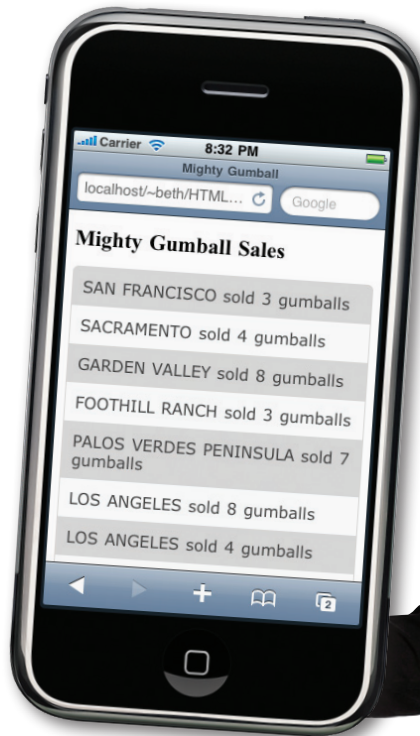 Carrier 8:32 PM
Mighty Gumball
localhost/~beth/HTML... Google
Mighty Gumball Sales
SAN FRANCISCO sold 3 gumballs
SACRAMENTO sold 4 gumballs
GARDEN VALLEY sold 8 gumballs
FOOTHILL RANCH sold 3 gumballs
PALOS VERDES PENINSULA sold 7
gumballs
LOS ANGELES sold 8 gumballs
LOS ANGELES sold 4 gumballs
2